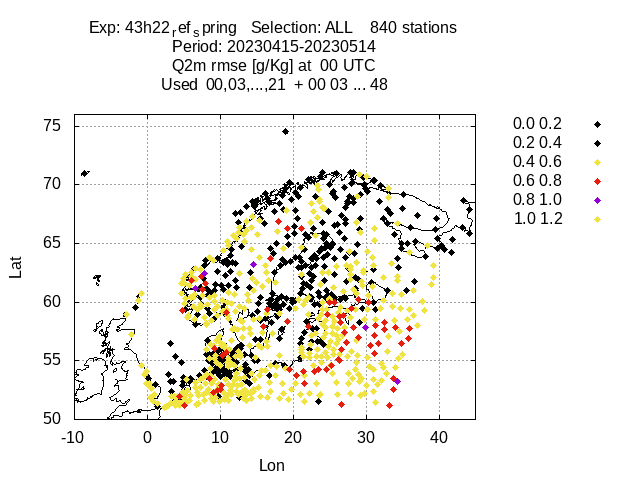 Exp: 43h22refspring Selection: ALL 840 stations
Period: 20230415-20230514
Q2m rmse [g/Kg] at 00 UTC
Used 00,03,...,21 + 00 03 ... 48
0.0 0.2
0.2 0.4
0.4 0.6
0.6 0.8
0.8 1.0
1.0 1.2
75
70
65
60
55
50
Lat
-10 0 10 20 30 40
Lon